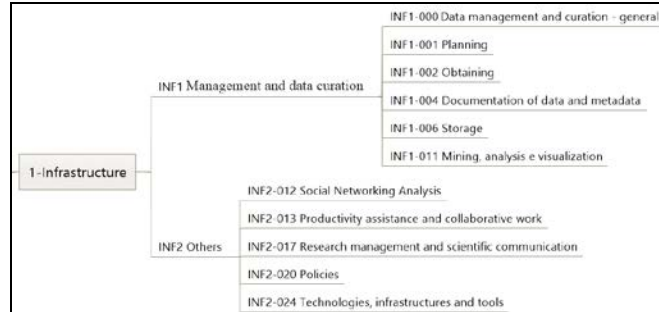 INF1-000 Data management and curation - general
INF1-001 Planning
INF1-002 Obtaining
INF1 Management and data curation
INF1-004 Documentation of data and metadata
INF1-006 Storage
INF1-011 Mining, analysis e visualization
1-Infrastructure
INF2-012 Social Networking Analysis
INF2-013 Productivity assistance and collaborative work
INF2 Others
INF2-017 Research management and scientific communication
INF2-020 Policies
INF2-024 Technologies, infrastructures and tools